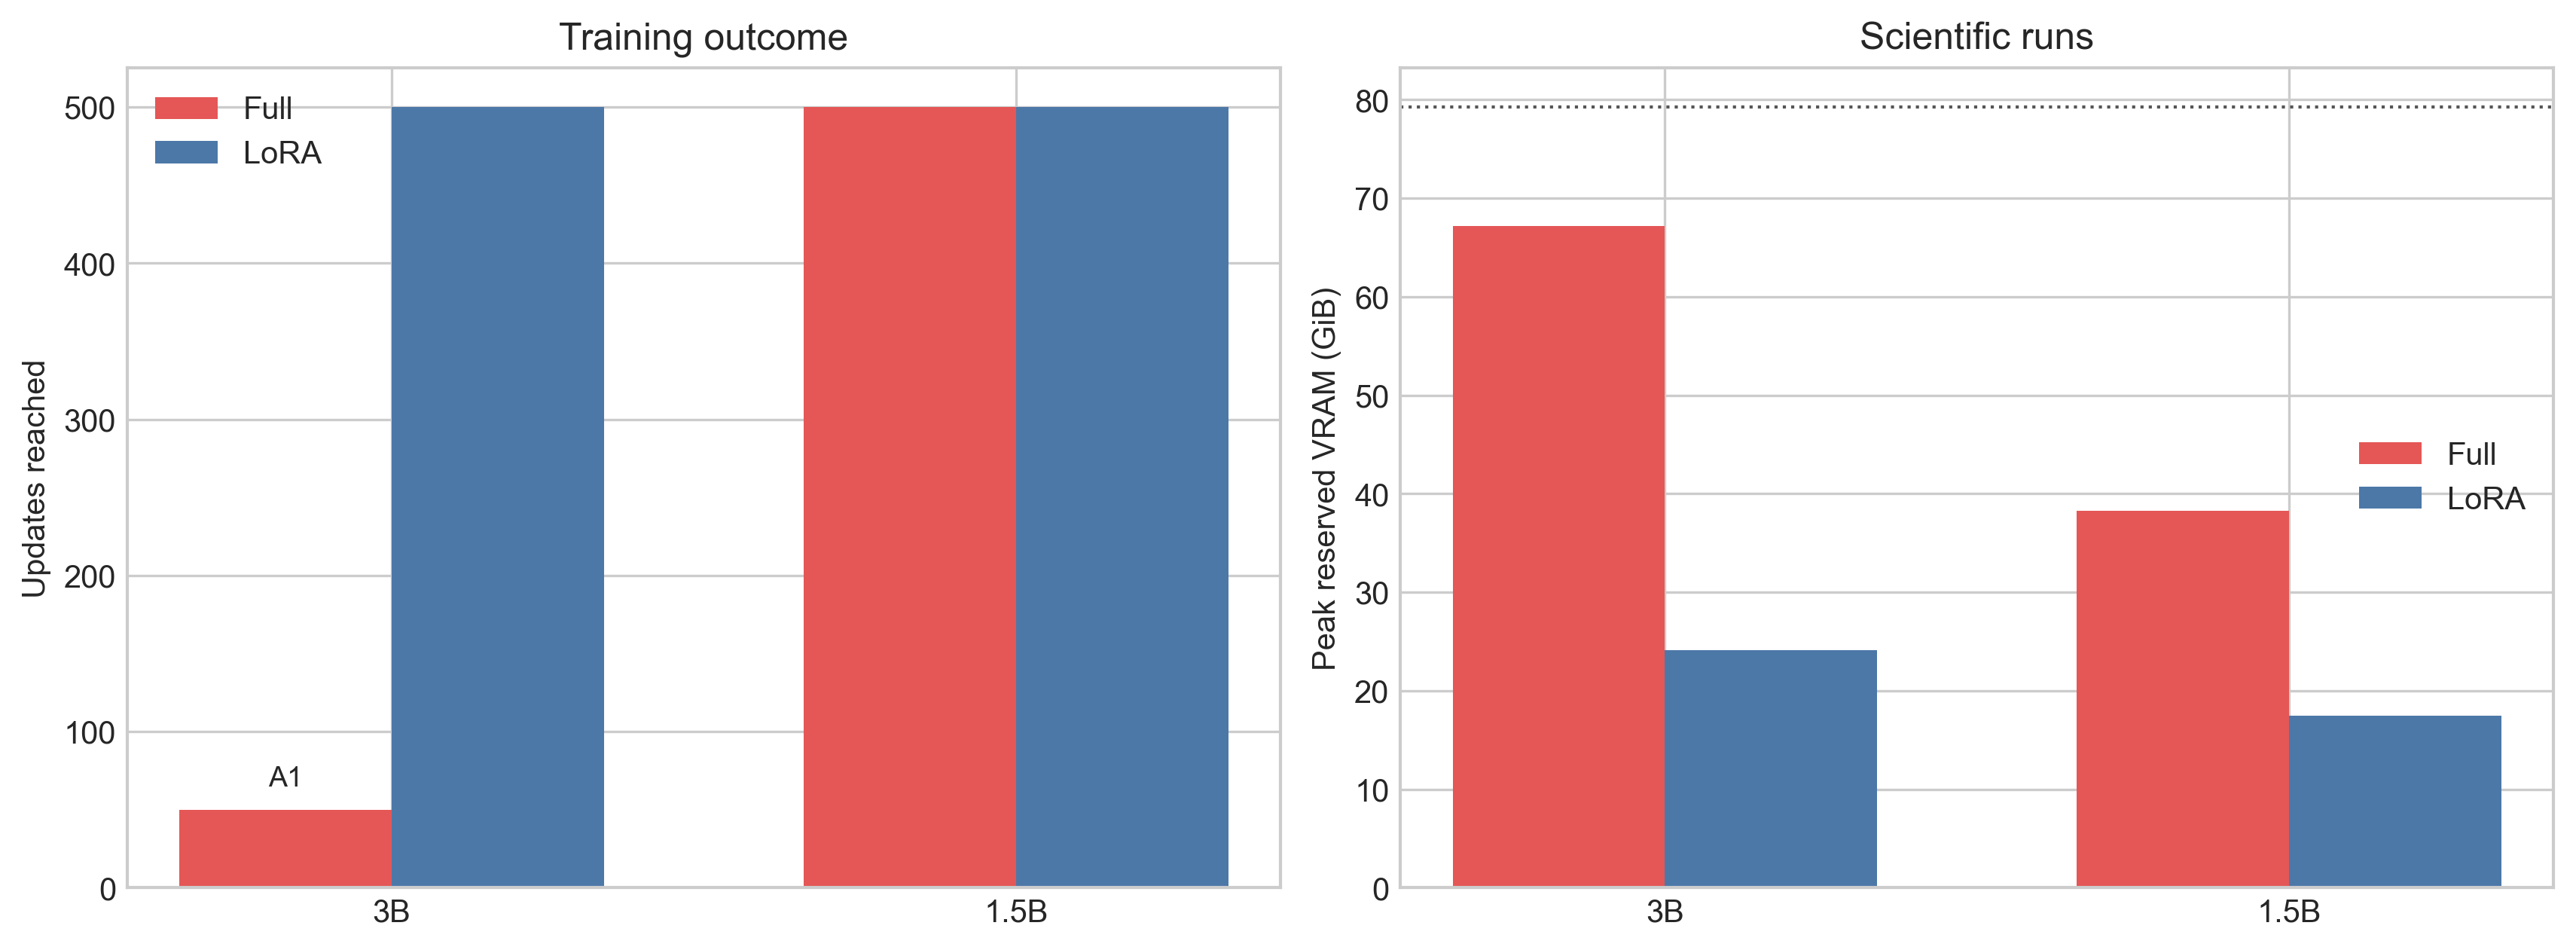 Training outcome
Updates reached
500
400
300
200
100
0
Full
LoRA
A1
3B
1.5B
Scientific runs
Peak reserved VRAM (GiB)
80
70
60
50
40
30
20
10
0
Full
LoRA
3B
1.5B